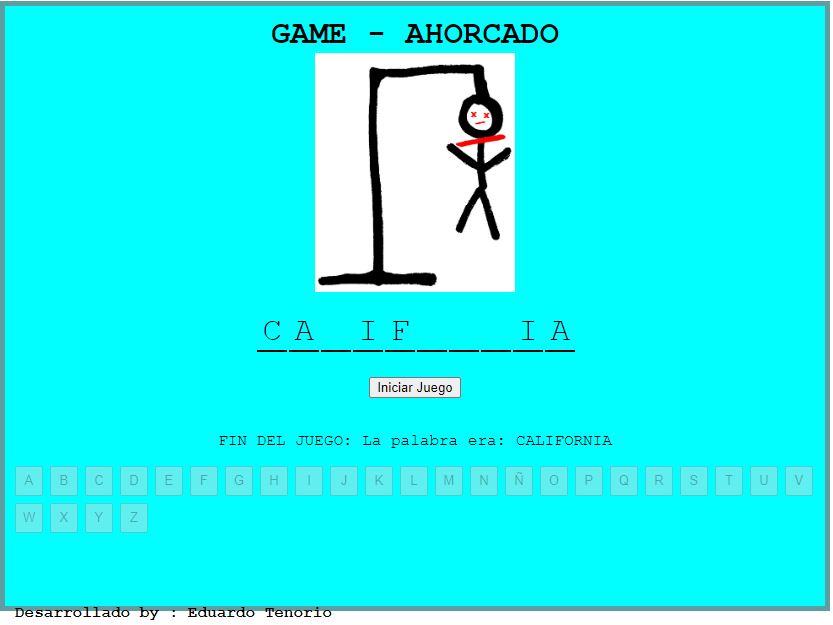 GAME - AHORCADO
C A _ I F _ _ _ I A
Iniciar Juego
FIN DEL JUEGO: La palabra era: CALIFORNIA
A B C D E F G H I J K L M N Ñ O P Q R S T U V
W X Y Z
Desarrollado by : Eduardo Tenorio